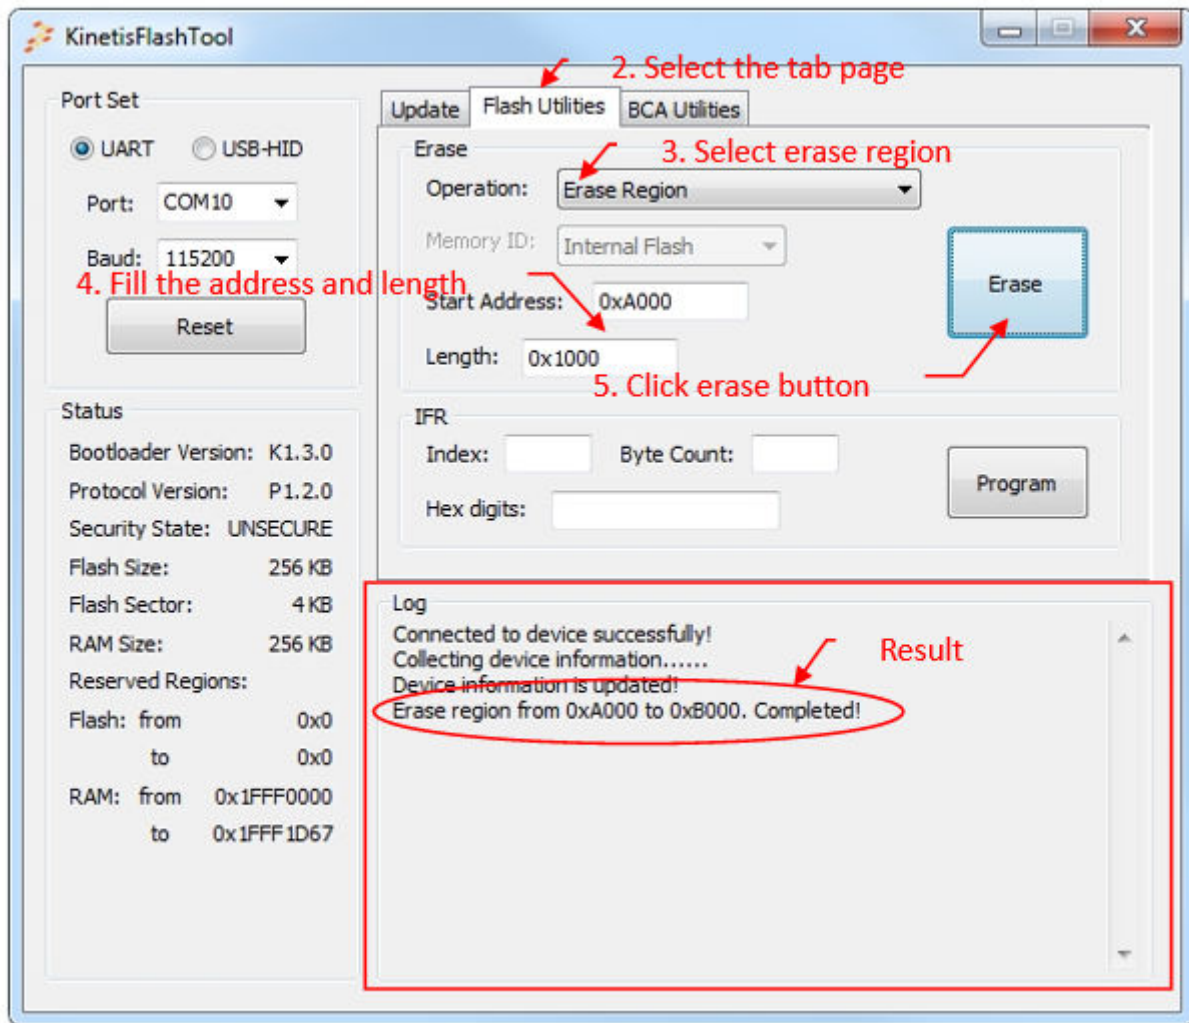 KinetisFlashTool
2. Select the tab page
Port Set
UART USB-HID
Port: COM10
Baud: 115200
4. Fill the address and length
Reset
Update Flash Utilities BCA Utilities
Erase
3. Select erase region
Operation: Erase Region
Memory ID: Internal Flash
Start Address: 0xA000
Length: 0x1000
Erase
5. Click erase button
IFR
Index: Byte Count:
Hex digits:
Program
Status
Bootloader Version: K1.3.0
Protocol Version: P1.2.0
Security State: UNSECURE
Flash Size: 256 KB
Flash Sector: 4 KB
RAM Size: 256 KB
Reserved Regions:
Flash: from 0x0
to 0x0
RAM: from 0x1FFF0000
to 0x1FFF1D67
Log
Connected to device successfully!
Collecting device information......
Device information is updated!
Erase region from 0xA000 to 0xB000. Completed!
Result